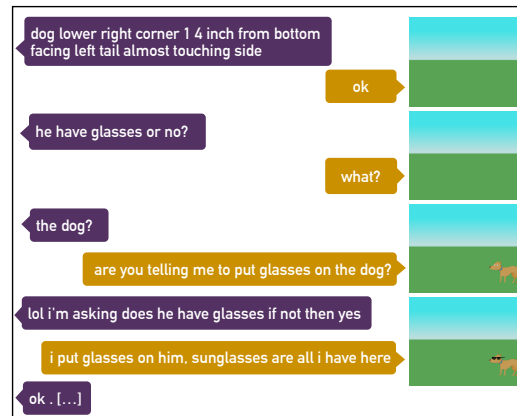 dog lower right corner 1 4 inch from bottom
facing left tail almost touching side
ok
he have glasses or no?
what?
the dog?
are you telling me to put glasses on the dog?
lol i'm asking does he have glasses if not then yes
i put glasses on him, sunglasses are all i have here
ok . [...]